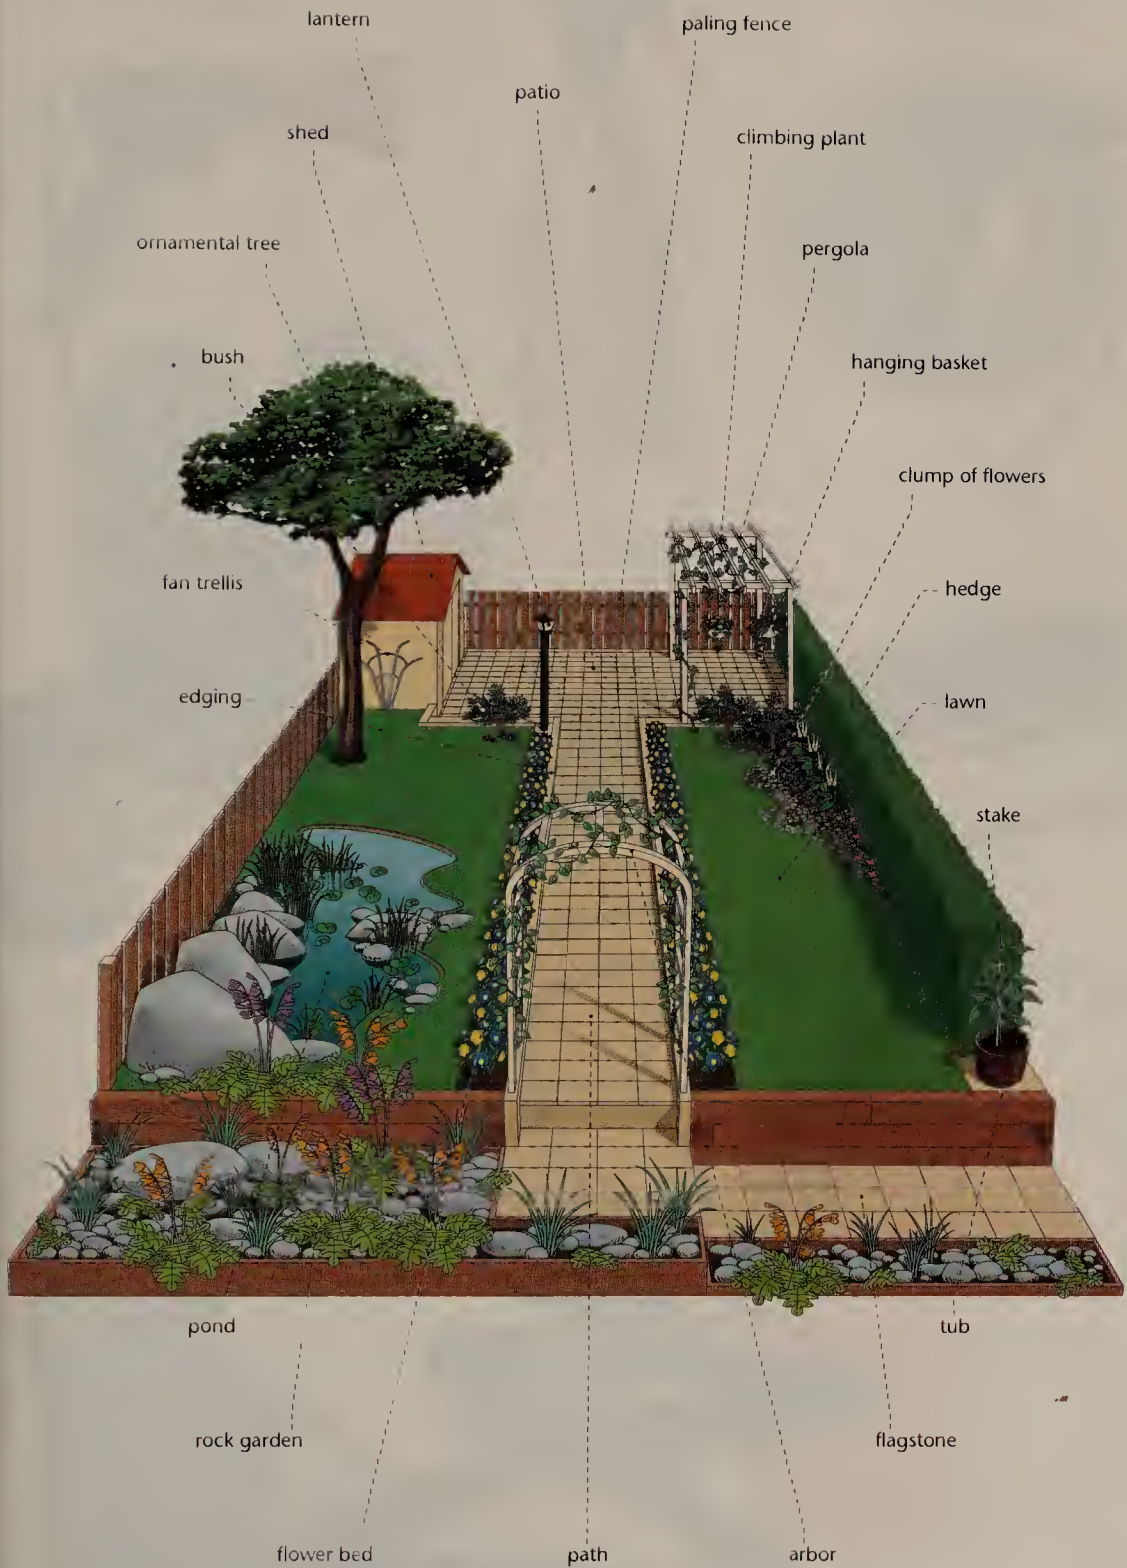 lantern
paling fence
patio
shed
climbing plant
ornamental tree
pergola
bush
hanging basket
clump of flowers
fan trellis
hedge
edging
lawn
stake
pond
tub
rock garden
flagstone
flower bed
path
arbor